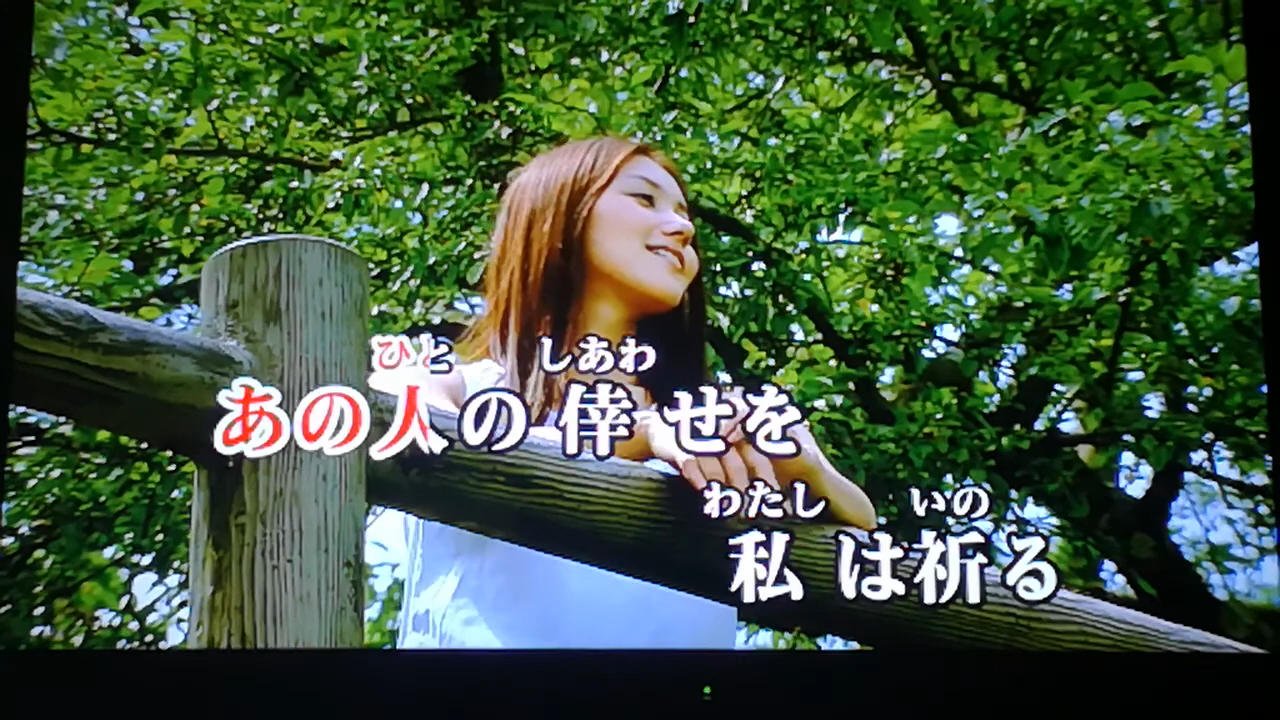 ひと しあわ
あの人の倖せを
わたし いの
私は祈る